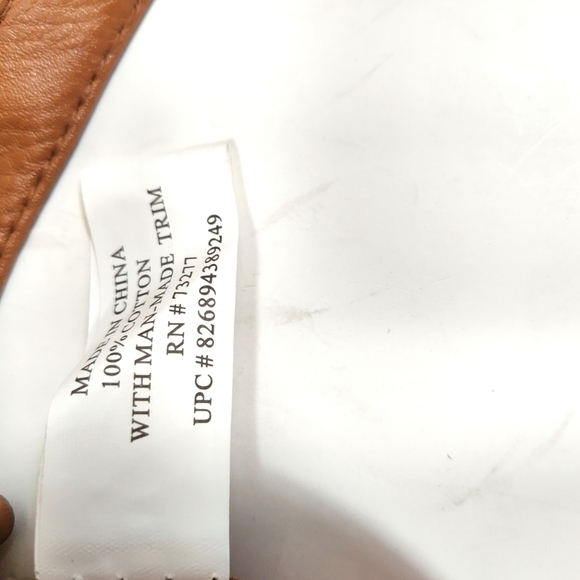 MADE IN CHINA
100% COTTON
WITH MAN-MADE TRIM
RN # 73277
UPC # 826894389249